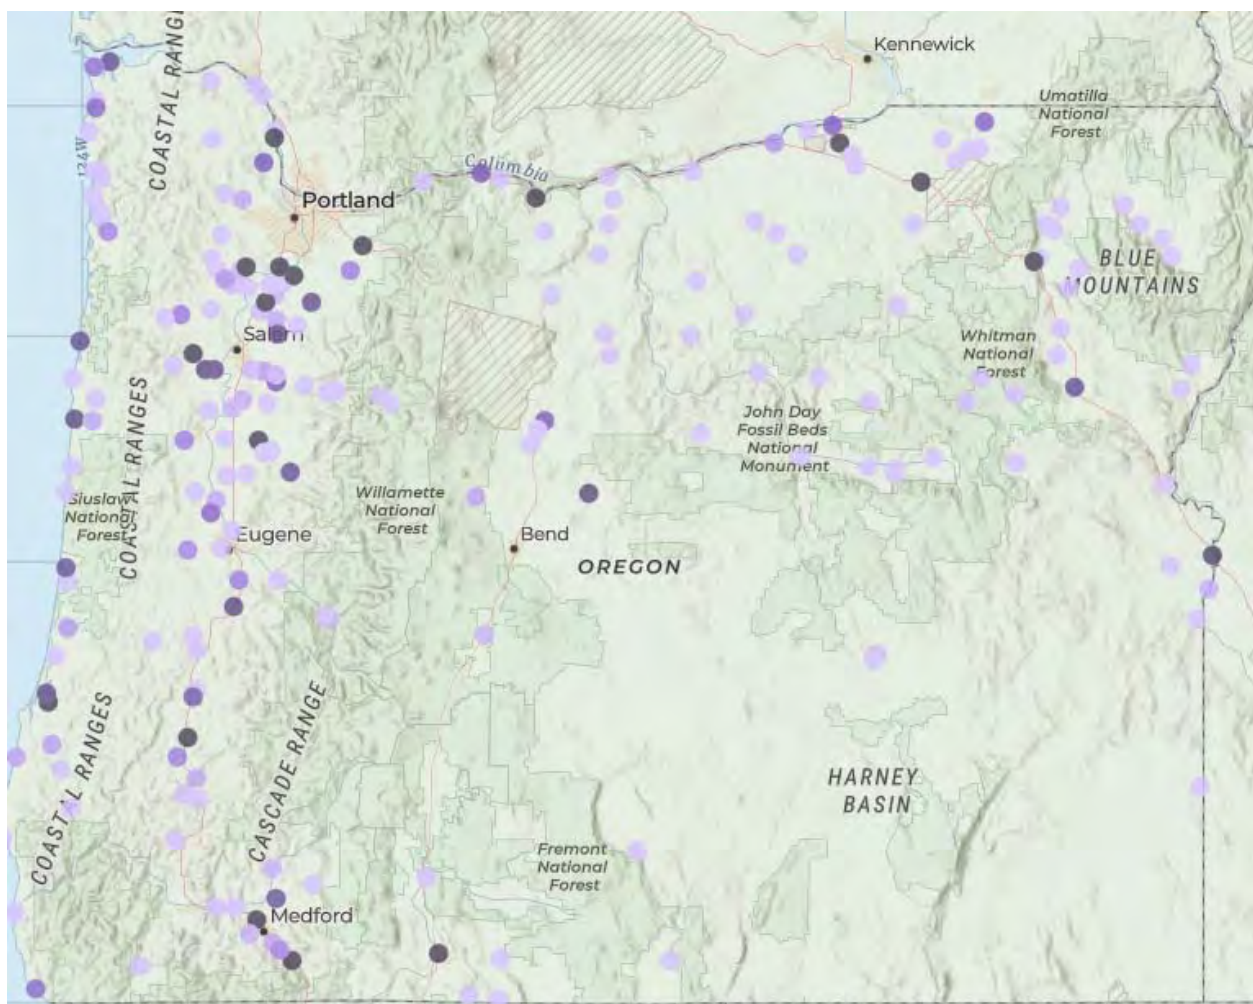 COASTAL RANGE
Kennewick
Umatilla
National
Forest
124W
Columbia
Portland
BLUE
MOUNTAINS
Salem
Whitman
National
Forest
COASTAL RANGES
John Day
Fossil Beds
National
Monument
Willamette
National
Forest
Siuslaw
National
Forest
Eugene
Bend
OREGON
COASTAL RANGES
CASCADE RANGE
HARNEY
BASIN
Fremont
National
Forest
Medford